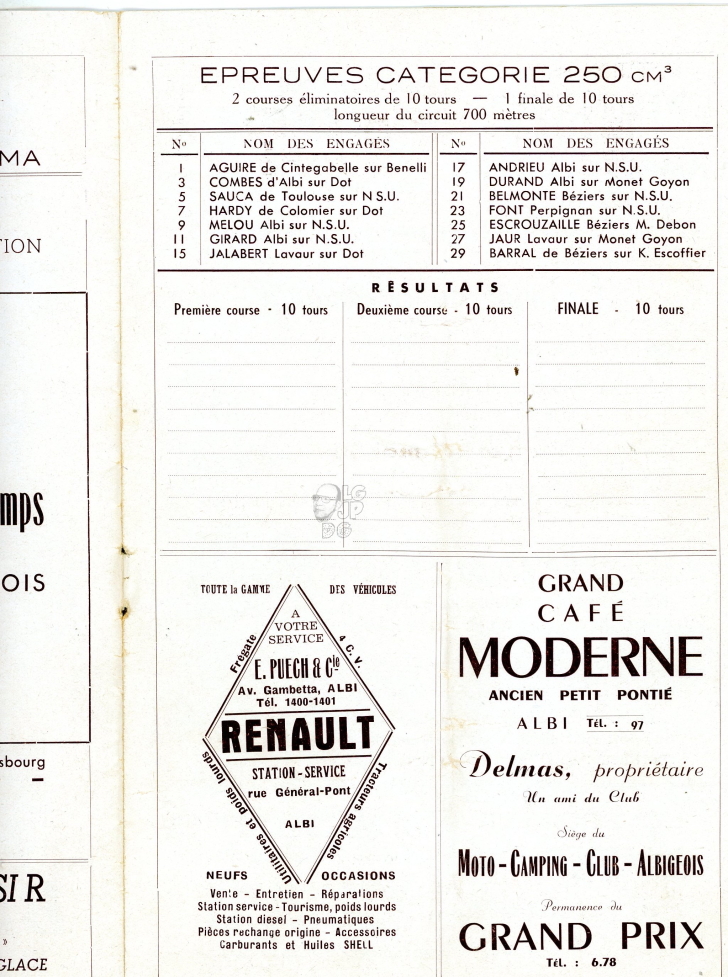 MA
TION
mps
OIS
sbourg
SIR
»
GLACE
EPREUVES CATEGORIE 250 CM³
2 courses éliminatoires de 10 tours — 1 finale de 10 tours
longueur du circuit 700 mètres
Nº NOM DES ENGAGÉS
1 AGUIRE de Cintegabelle sur Benelli
3 COMBES d'Albi sur Dot
5 SAUCA de Toulouse sur N S.U.
7 HARDY de Colomier sur Dot
9 MELOU Albi sur N.S.U.
11 GIRARD Albi sur N.S.U.
15 JALABERT Lavaur sur Dot
Nº NOM DES ENGAGÉS
17 ANDRIEU Albi sur N.S.U.
19 DURAND Albi sur Monet Goyon
21 BELMONTE Béziers sur N.S.U.
23 FONT Perpignan sur N.S.U.
25 ESCROUZAILLE Béziers M. Debon
27 JAUR Lavaur sur Monet Goyon
29 BARRAL de Béziers sur K. Escoffier
RÉSULTATS
Première course - 10 tours
Deuxième course - 10 tours
FINALE - 10 tours
LG
JP
DG
TOUTE la GAMME DES VÉHICULES
A
VOTRE
SERVICE
Frégate
4 C.V.
E. PUECH & Cie
Av. Gambetta, ALBI
Tél. 1400-1401
RENAULT
STATION-SERVICE
rue Général-Pont
ALBI
Utilitaires et poids lourds
Tracteurs agricoles
NEUFS OCCASIONS
Vente - Entretien - Réparations
Station service - Tourisme, poids lourds
Station diesel - Pneumatiques
Pièces rechange origine - Accessoires
Carburants et Huiles SHELL
GRAND
CAFÉ
MODERNE
ANCIEN PETIT PONTIÉ
ALBI Tél. : 97
Delmas, propriétaire
Un ami du Club
Siège du
MOTO-CAMPING-CLUB-ALBIGEOIS
Permanence du
GRAND PRIX
Tél. : 6.78